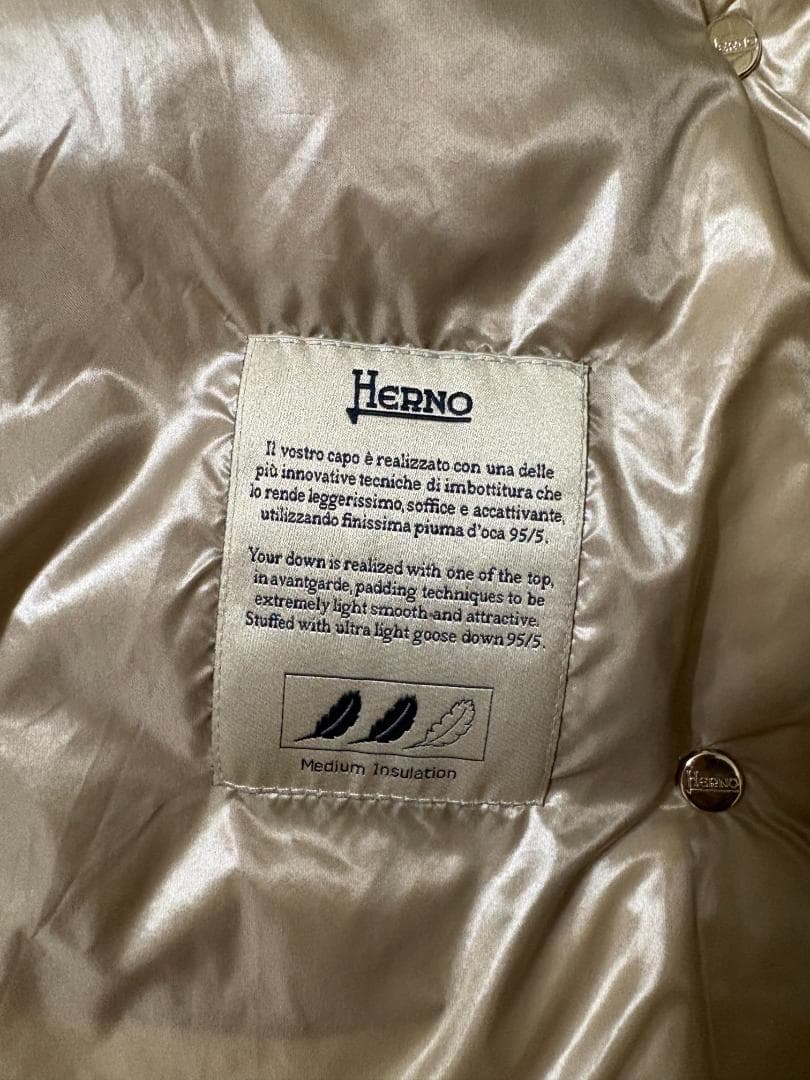 HERNO
HERNO
Il vostro capo è realizzato con una delle
più innovative tecniche di imbottitura che
lo rende leggerissimo, soffice e accattivante,
utilizzando finissima piuma d'oca 95/5.
Your down is realized with one of the top,
in avantgarde, padding techniques to be
extremely light smooth and attractive.
Stuffed with ultra light goose down 95/5.
Medium Insulation
HERNO